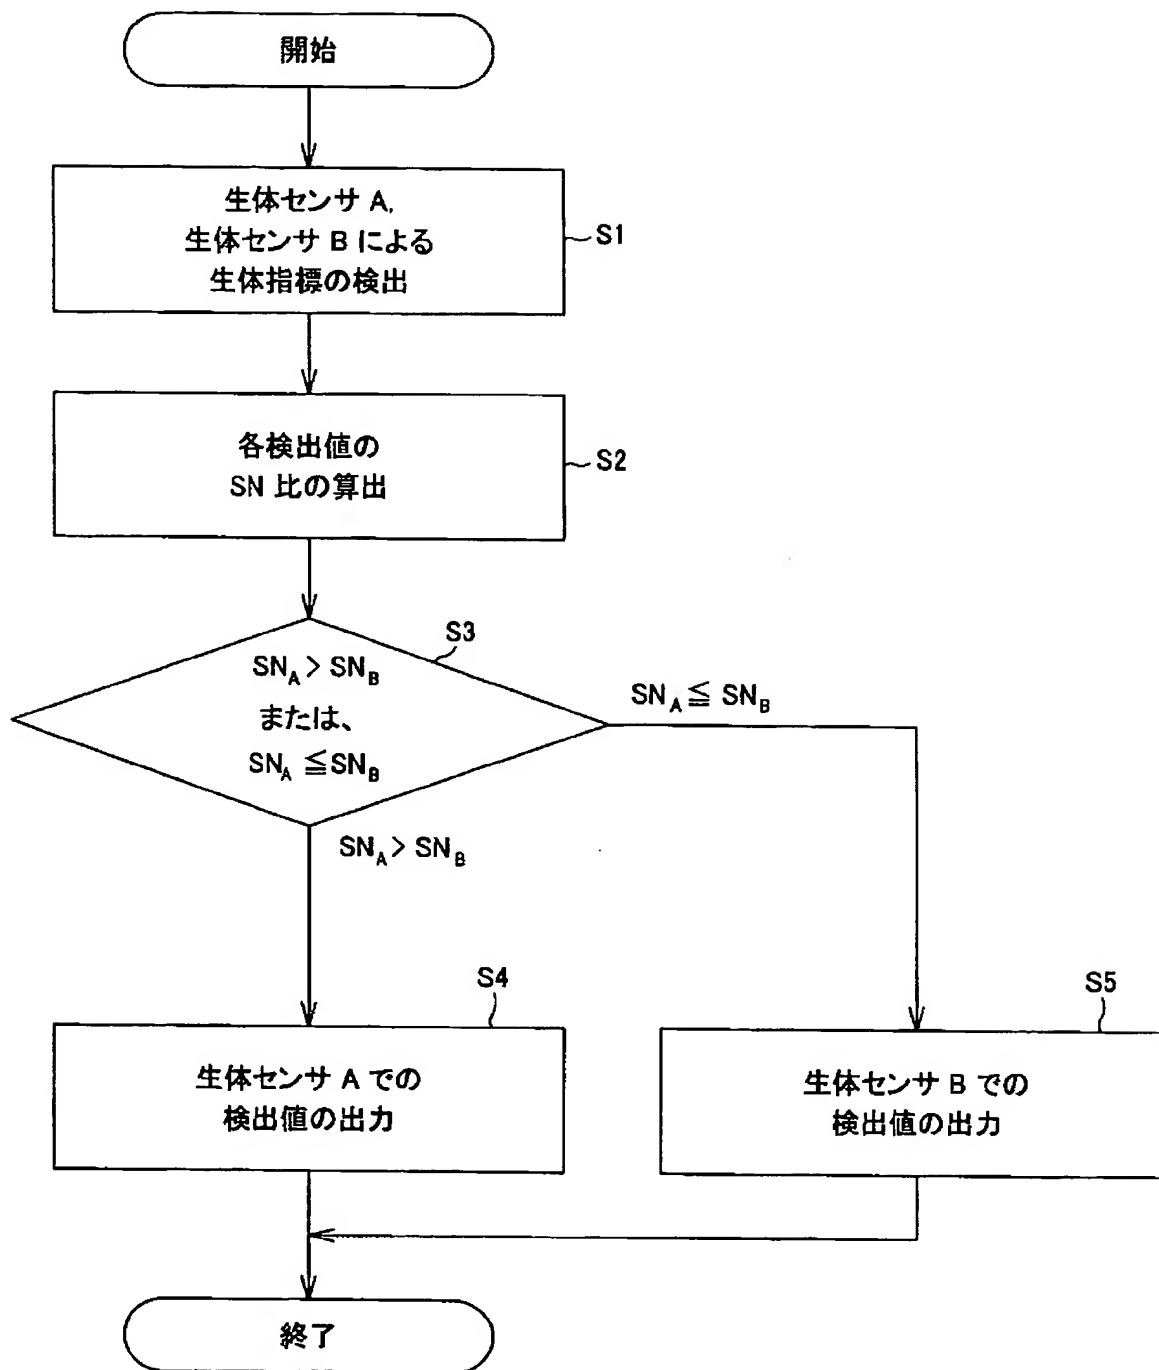 開始
生体センサ A,
生体センサ B による
生体指標の検出
S1
各検出値の
SN 比の算出
S2
S3
SN_A > SN_B
または、
SN_A ≦ SN_B
SN_A ≦ SN_B
SN_A > SN_B
S4
生体センサ A での
検出値の出力
S5
生体センサ B での
検出値の出力
終了